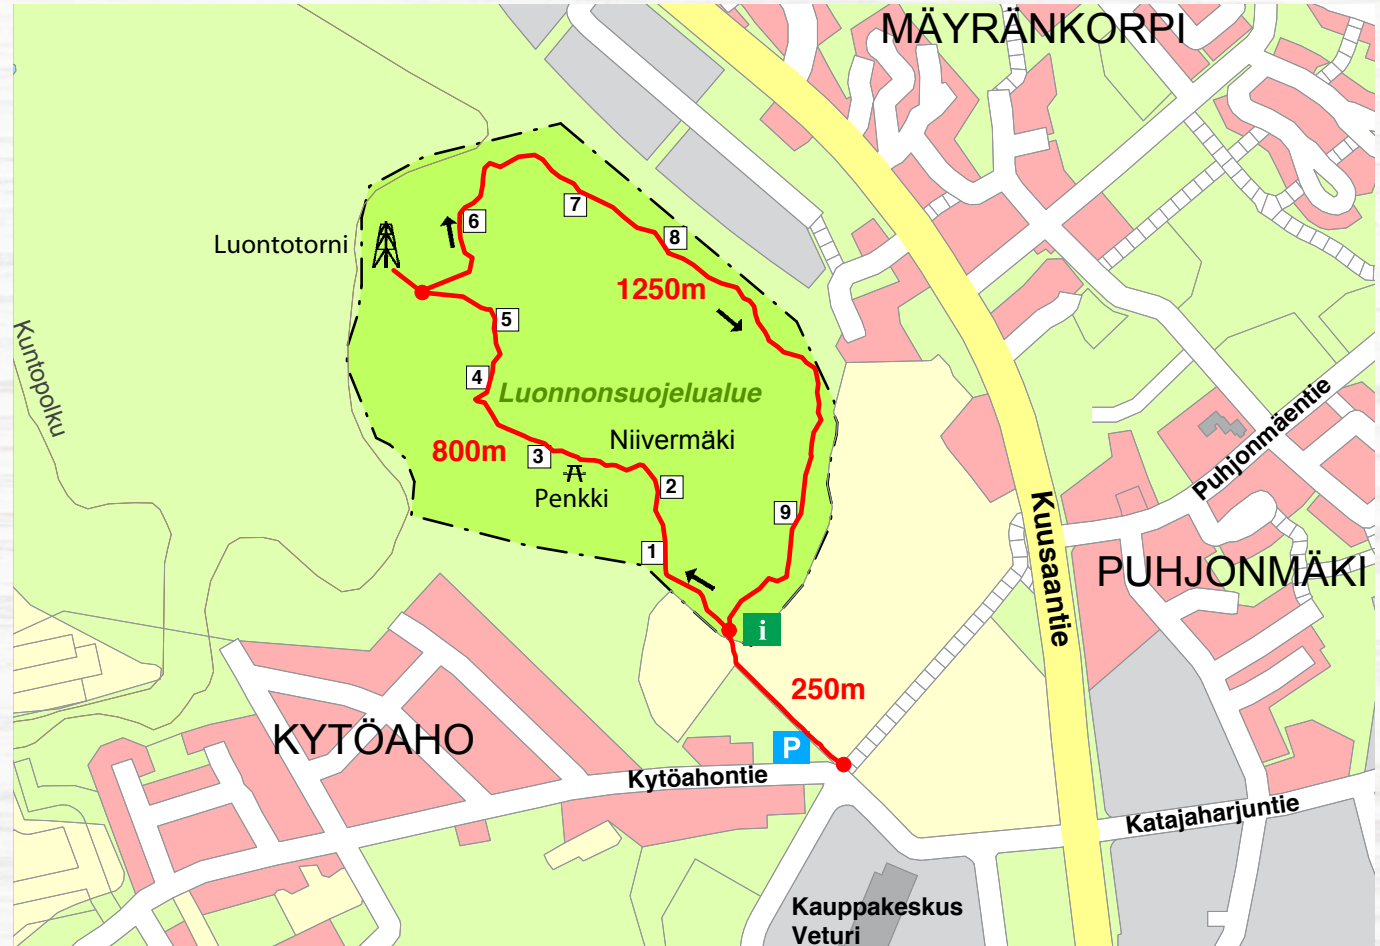 MÄYRÄNKORPI
6
7
Luontotorni
8
1250m
5
Kuntopolku
4
Luonnonsuojelualue
Niivermäki
800m
3
2
Penkki
9
1
Puhjonmäentie
Kuusaantie
PUHJONMÄKI
i
250m
KYTÖAHO
P
Kytöahontie
Katajaharjuntie
Kauppakeskus
Veturi